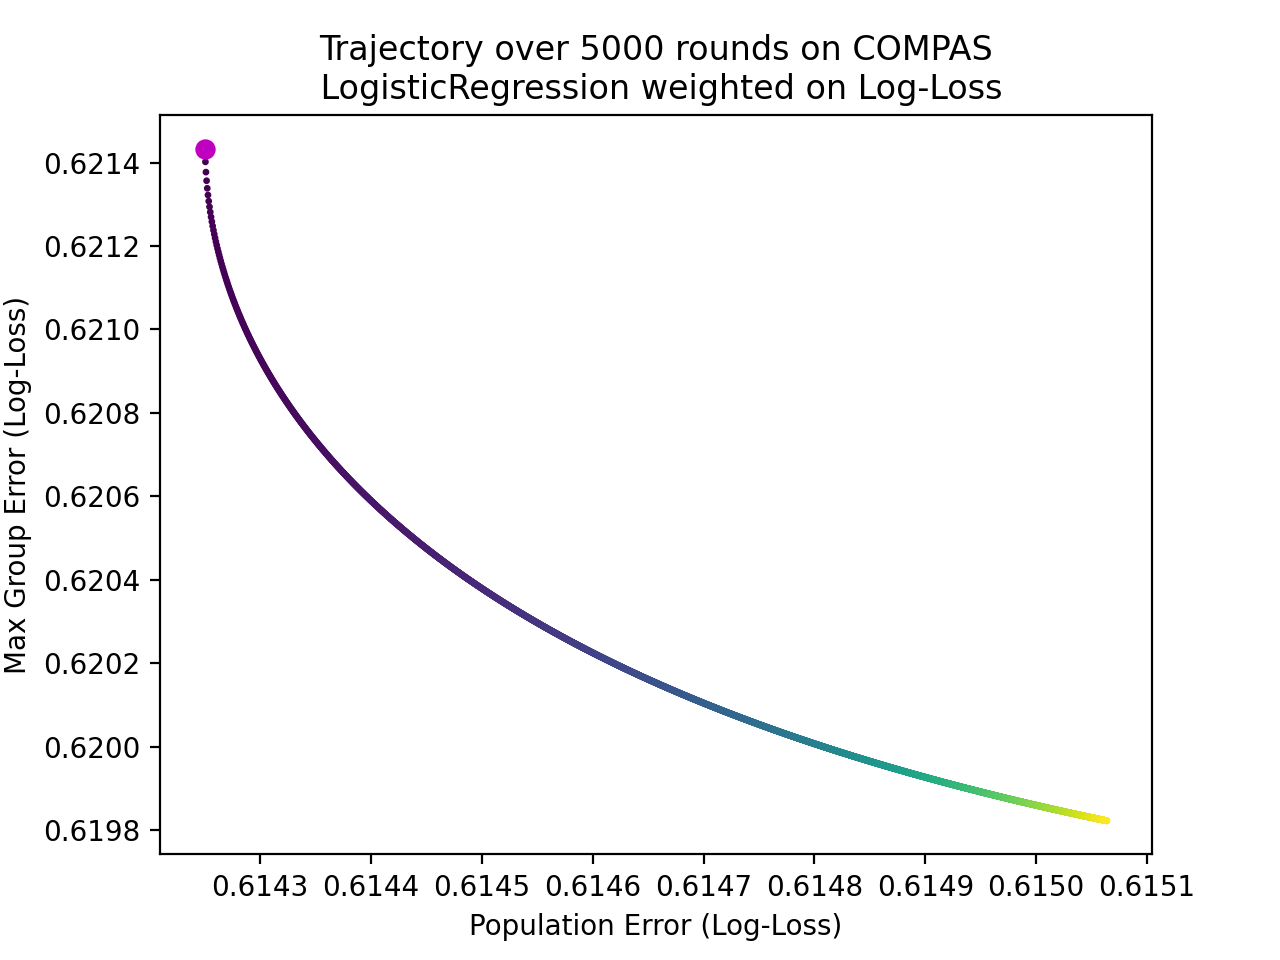 Trajectory over 5000 rounds on COMPAS
LogisticRegression weighted on Log-Loss
Max Group Error (Log-Loss)
0.6214
0.6212
0.6210
0.6208
0.6206
0.6204
0.6202
0.6200
0.6198
0.6143 0.6144 0.6145 0.6146 0.6147 0.6148 0.6149 0.6150 0.6151
Population Error (Log-Loss)